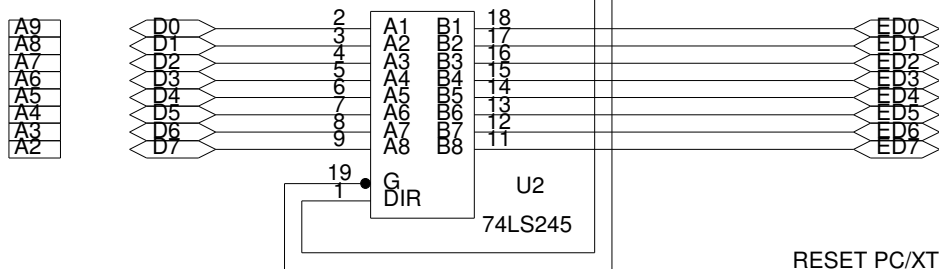 A9 D0 2 A1 B1 18 ED0
A8 D1 3 A2 B2 17 ED1
A7 D2 4 A3 B3 16 ED2
A6 D3 5 A4 B4 15 ED3
A5 D4 6 A5 B5 14 ED4
A4 D5 7 A6 B6 13 ED5
A3 D6 8 A7 B7 12 ED6
A2 D7 9 A8 B8 11 ED7
19 G U2
1 DIR
74LS245
RESET PC/XT